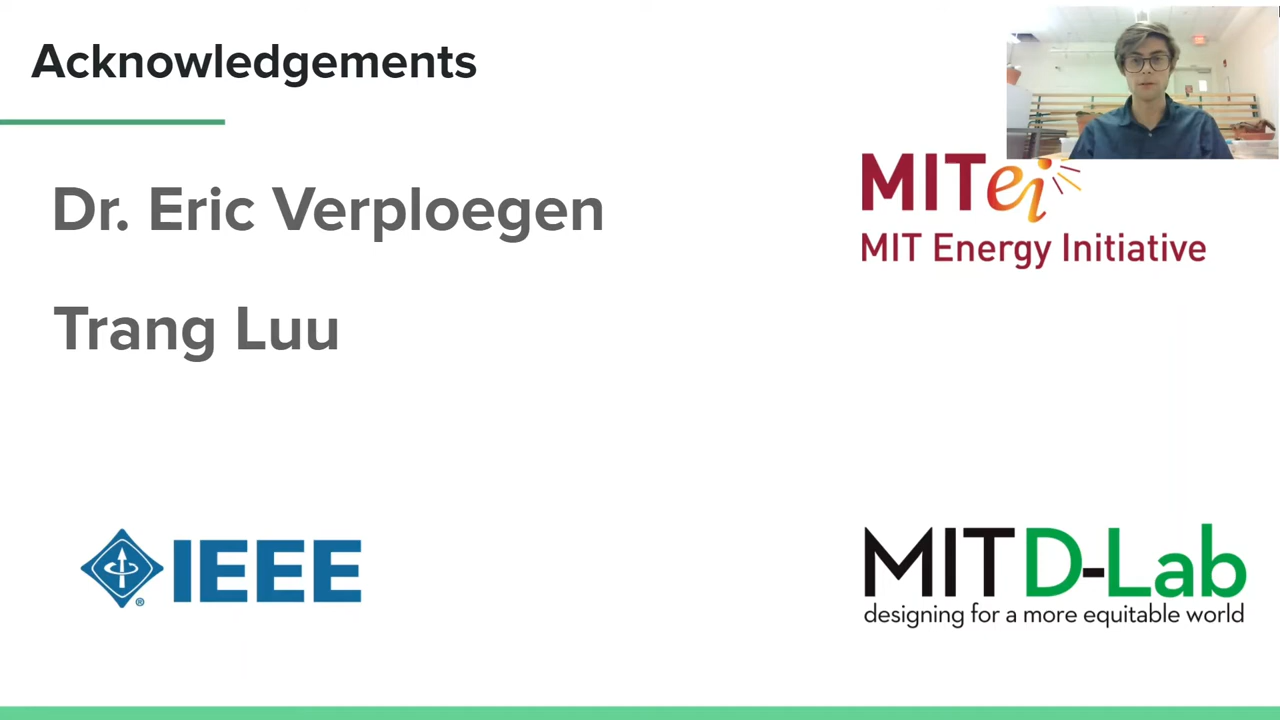 Acknowledgements
Dr. Eric Verploegen
Trang Luu
MITei
MIT Energy Initiative
IEEE
MIT D-Lab
designing for a more equitable world